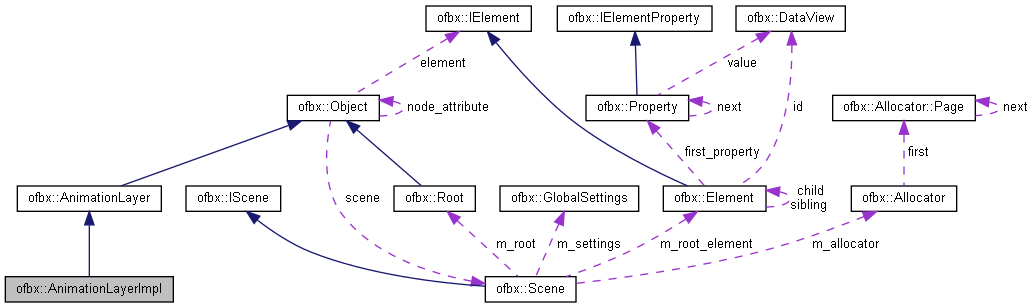 ofbx::IElement
ofbx::IElementProperty
ofbx::DataView
element
value
ofbx::Object
node_attribute
ofbx::Property
next
id
ofbx::Allocator::Page
next
first_property
first
ofbx::AnimationLayer
ofbx::IScene
scene
ofbx::Root
ofbx::GlobalSettings
ofbx::Element
child
sibling
ofbx::Allocator
m_root
m_settings
m_root_element
m_allocator
ofbx::AnimationLayerImpl
ofbx::Scene